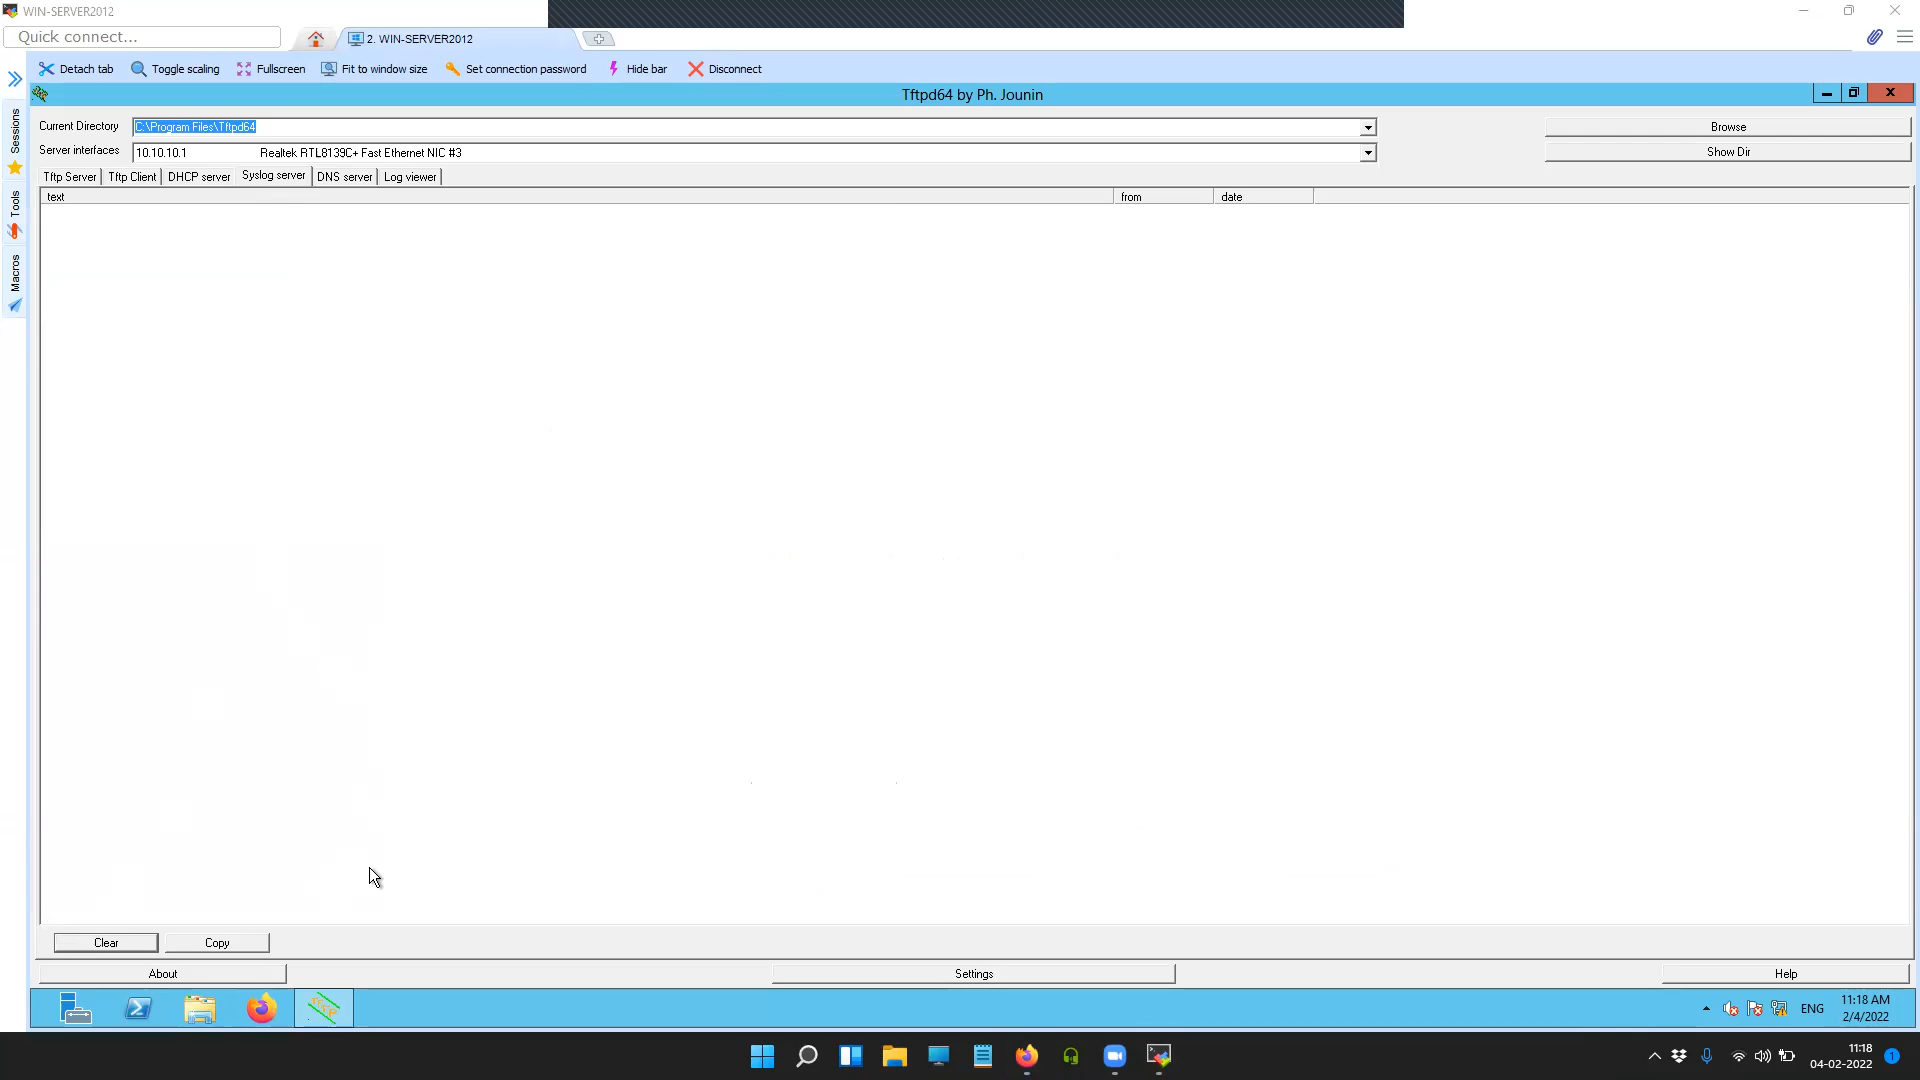 WIN-SERVER2012
Quick connect...
2. WIN-SERVER2012
Detach tab Toggle scaling Fullscreen Fit to window size Set connection password Hide bar Disconnect
Tftpd64 by Ph. Jounin
Current Directory C:\Program Files\Tftpd64 Browse
Server interfaces 10.10.10.1 Realtek RTL8139C+ Fast Ethernet NIC #3 Show Dir
Tftp Server Tftp Client DHCP server Syslog server DNS server Log viewer
text from date
Sessions
Tools
Macros
Clear Copy
About Settings Help
ENG 11:18 AM
2/4/2022
11:18
04-02-2022 1